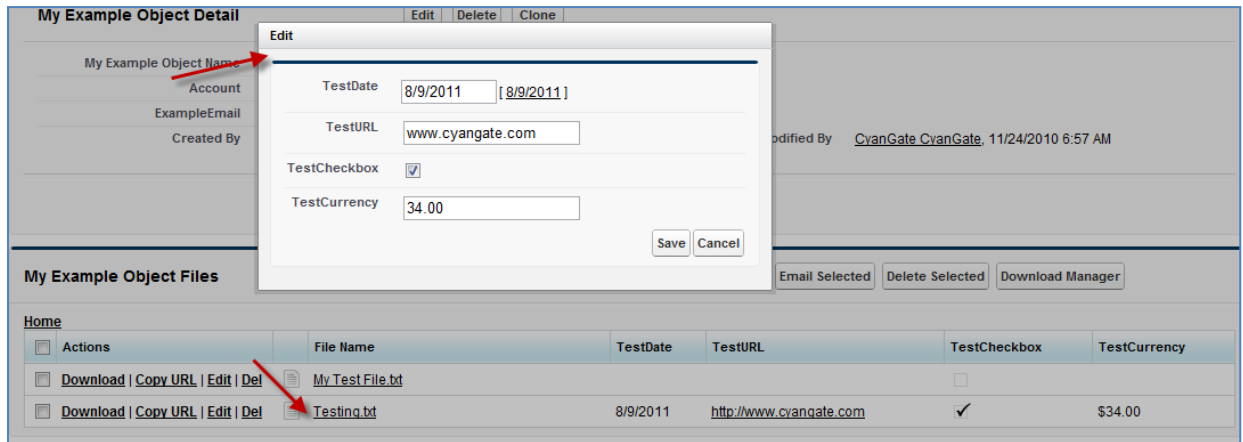 My Example Object Detail Edit Delete Clone
Edit
My Example Object Name
TestDate 8/9/2011 [ 8/9/2011 ]
Account
ExampleEmail
TestURL www.cyangate.com
Created By
odified By CyanGate CyanGate, 11/24/2010 6:57 AM
TestCheckbox
TestCurrency 34.00
Save Cancel
My Example Object Files Email Selected Delete Selected Download Manager
Home
Actions File Name TestDate TestURL TestCheckbox TestCurrency
Download | Copy URL | Edit | Del My Test File.txt
Download | Copy URL | Edit | Del Testing.txt 8/9/2011 http://www.cyangate.com $34.00